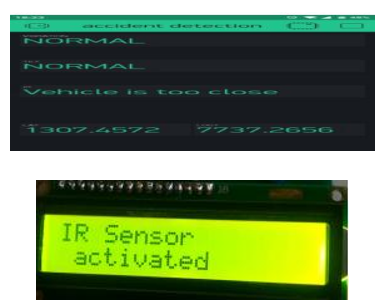 accident detection
NORMAL
NORMAL
Vehicle is too close
1307.4572 7737.2656
IR Sensor
activated